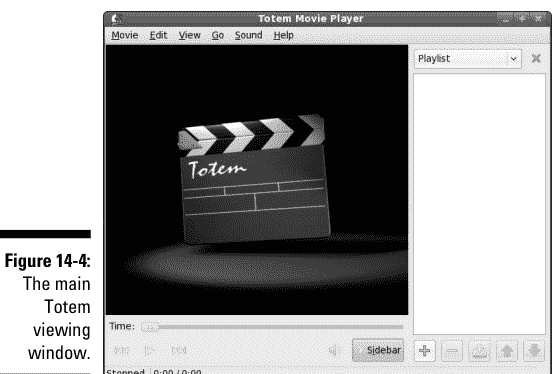 Totem Movie Player
Movie Edit View Go Sound Help
Playlist
Totem
Time:
Sidebar
Stopped 0:00 / 0:00
Figure 14-4:
The main
Totem
viewing
window.